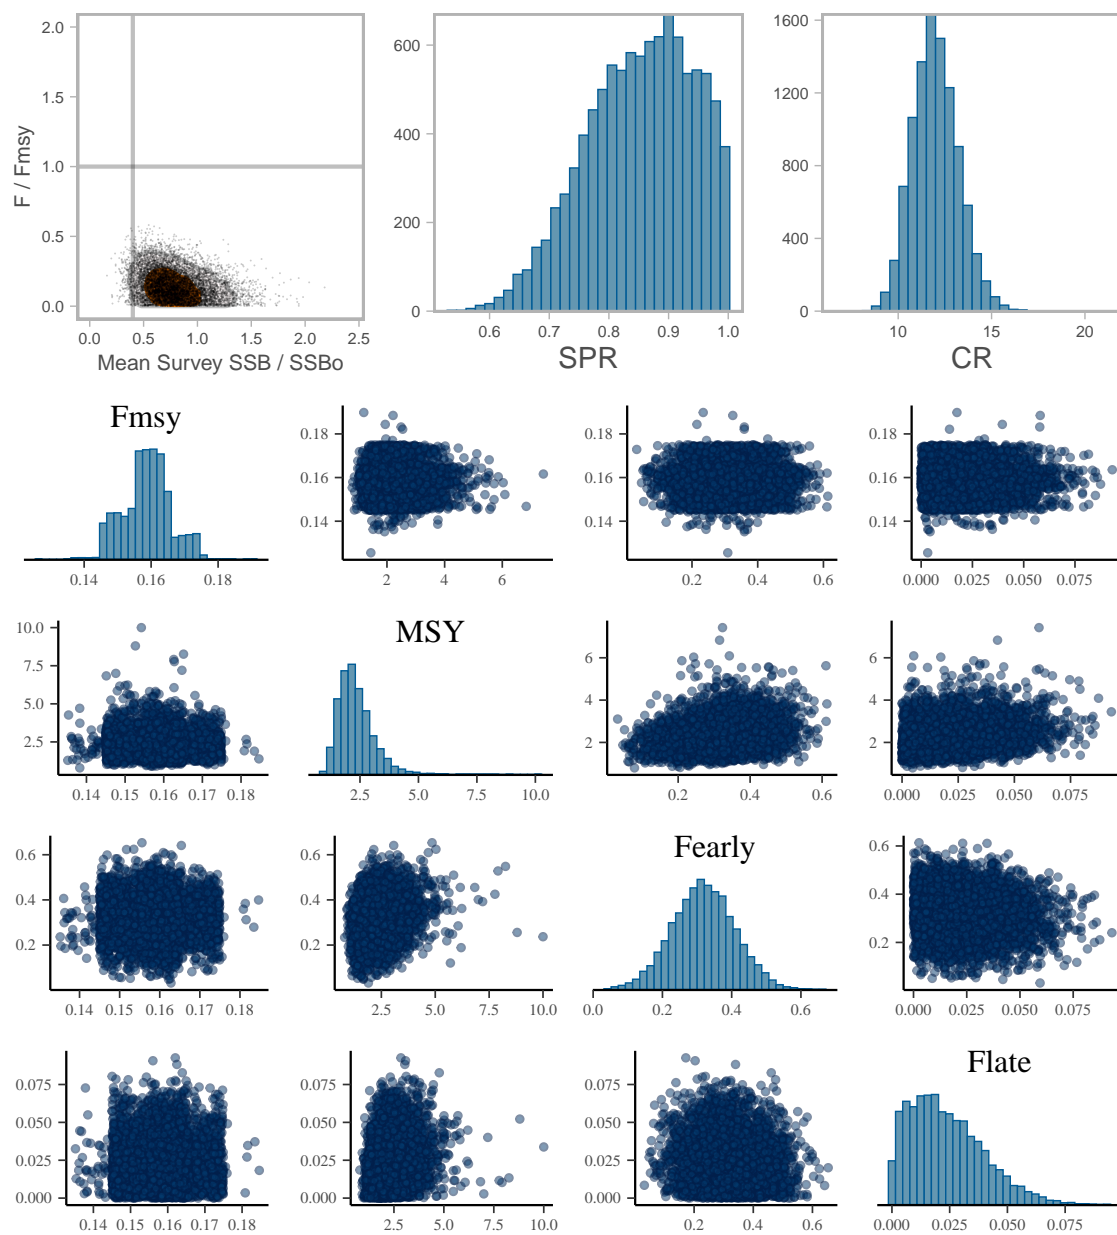 2.0
1.5
1.0
0.5
0.0
F / Fmsy
0.0 0.5 1.0 1.5 2.0 2.5
Mean Survey SSB / SSBo
600
400
200
0
0.6 0.7 0.8 0.9 1.0
SPR
1600
1200
800
400
0
10 15 20
CR
Fmsy
0.14 0.16 0.18
0.18
0.16
0.14
2 4 6
0.18
0.16
0.14
0.2 0.4 0.6
0.18
0.16
0.14
0.000 0.025 0.050 0.075
10.0
7.5
5.0
2.5
0.14 0.15 0.16 0.17 0.18
MSY
2.5 5.0 7.5 10.0
6
4
2
0.2 0.4 0.6
6
4
2
0.000 0.025 0.050 0.075
0.6
0.4
0.2
0.14 0.15 0.16 0.17 0.18
0.6
0.4
0.2
2.5 5.0 7.5 10.0
Fearly
0.0 0.2 0.4 0.6
0.6
0.4
0.2
0.000 0.025 0.050 0.075
0.075
0.050
0.025
0.000
0.14 0.15 0.16 0.17 0.18
0.075
0.050
0.025
0.000
2.5 5.0 7.5 10.0
0.075
0.050
0.025
0.000
0.2 0.4 0.6
Flate
0.000 0.025 0.050 0.075